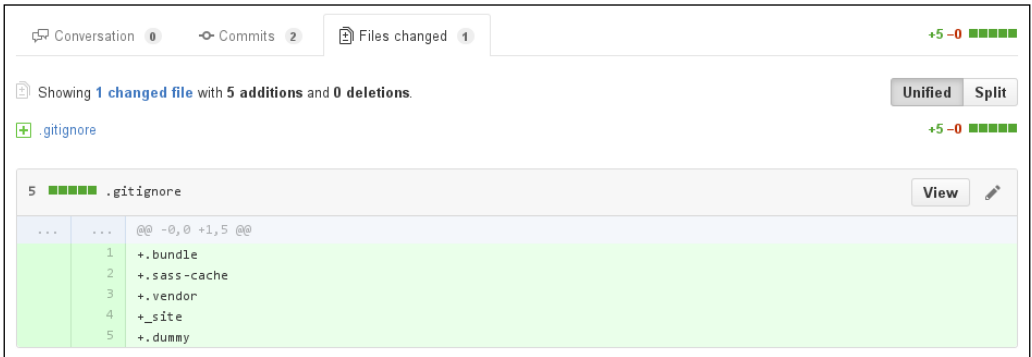 Conversation 0 Commits 2 Files changed 1 +5 −0
Showing 1 changed file with 5 additions and 0 deletions. Unified Split
.gitignore +5 −0
5 .gitignore View
... ... @@ -0,0 +1,5 @@
1 +.bundle
2 +.sass-cache
3 +.vendor
4 +_site
5 +.dummy